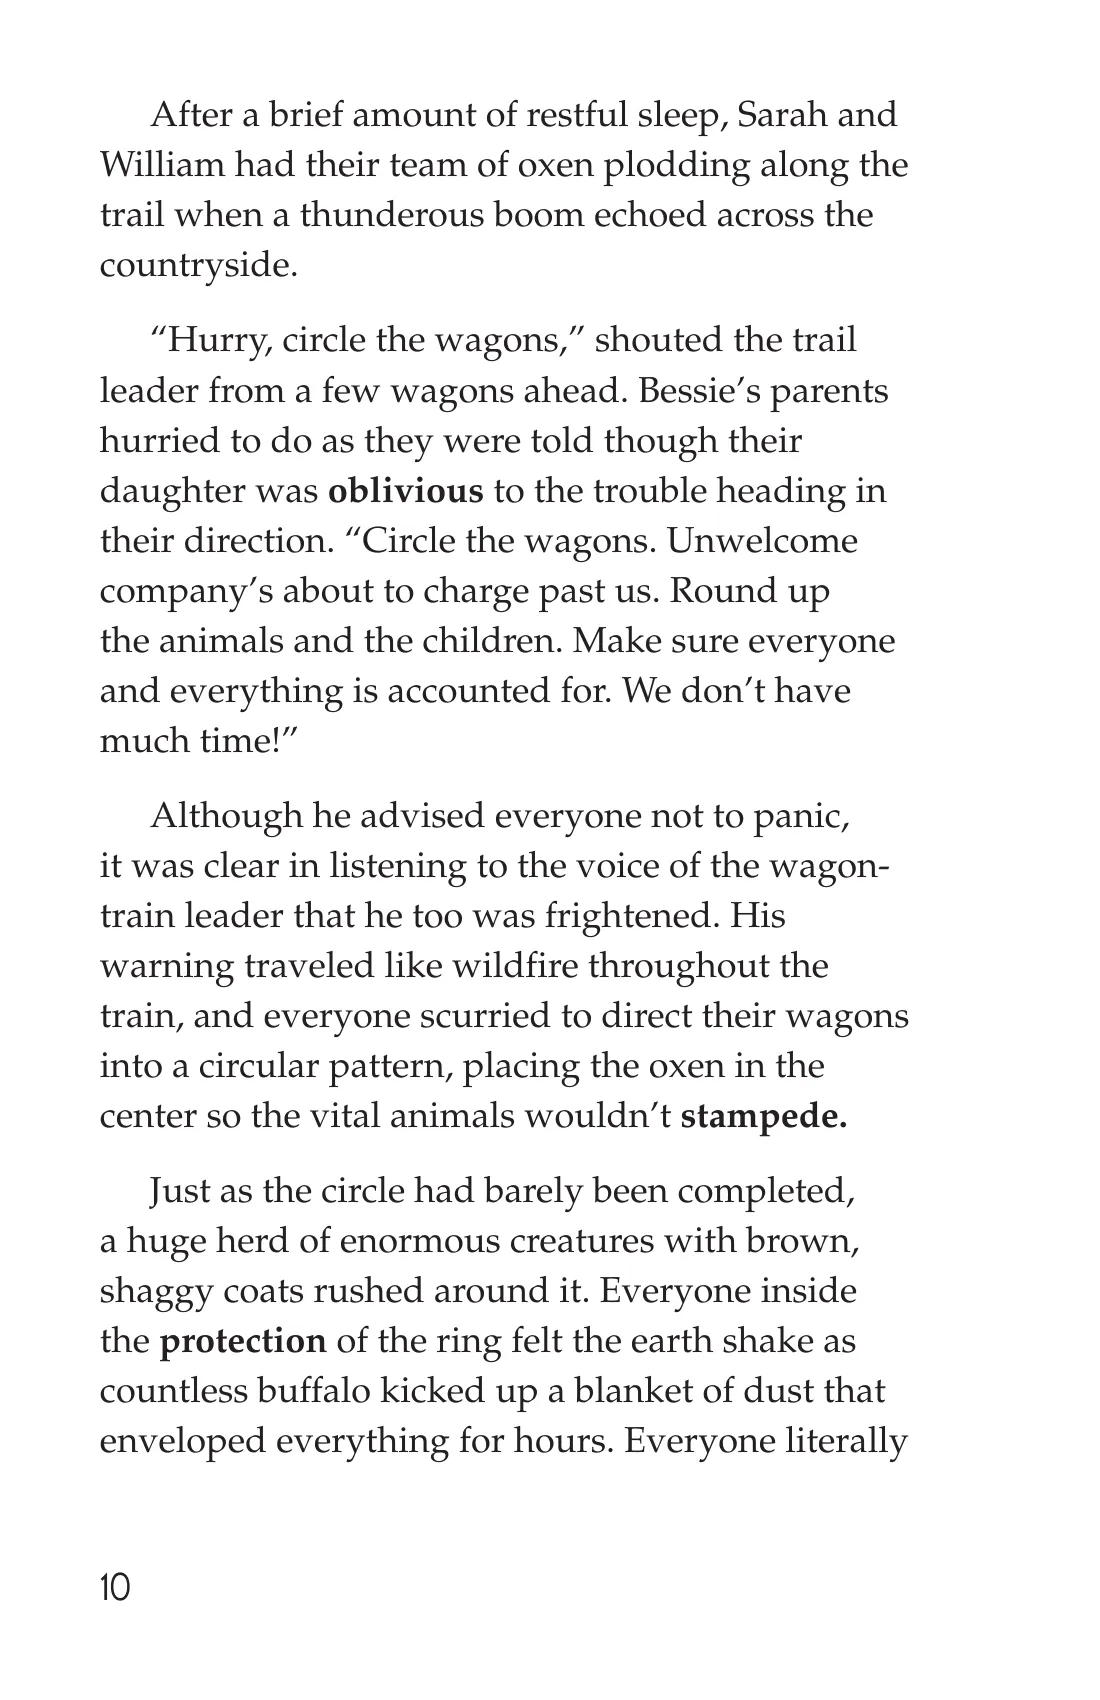 After a brief amount of restful sleep, Sarah and
William had their team of oxen plodding along the
trail when a thunderous boom echoed across the
countryside.
“Hurry, circle the wagons,” shouted the trail
leader from a few wagons ahead. Bessie’s parents
hurried to do as they were told though their
daughter was oblivious to the trouble heading in
their direction. “Circle the wagons. Unwelcome
company’s about to charge past us. Round up
the animals and the children. Make sure everyone
and everything is accounted for. We don’t have
much time!”
Although he advised everyone not to panic,
it was clear in listening to the voice of the wagon-
train leader that he too was frightened. His
warning traveled like wildfire throughout the
train, and everyone scurried to direct their wagons
into a circular pattern, placing the oxen in the
center so the vital animals wouldn’t stampede.
Just as the circle had barely been completed,
a huge herd of enormous creatures with brown,
shaggy coats rushed around it. Everyone inside
the protection of the ring felt the earth shake as
countless buffalo kicked up a blanket of dust that
enveloped everything for hours. Everyone literally
10